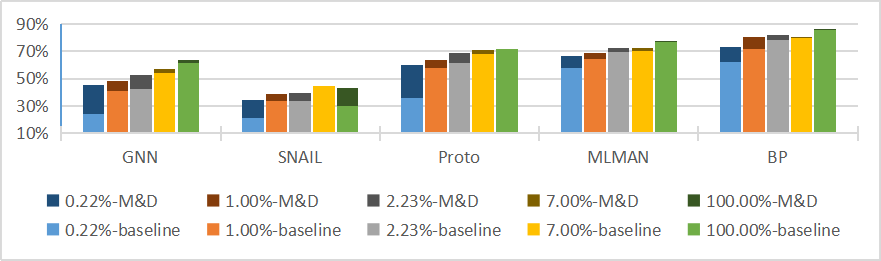 90%
70%
50%
30%
10%
GNN SNAIL Proto MLMAN BP
0.22%-M&D 1.00%-M&D 2.23%-M&D 7.00%-M&D 100.00%-M&D
0.22%-baseline 1.00%-baseline 2.23%-baseline 7.00%-baseline 100.00%-baseline